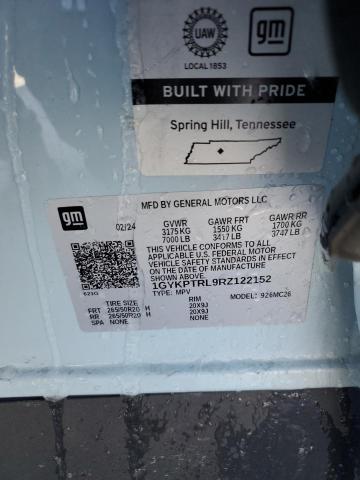 UAW
gm
LOCAL 1853
BUILT WITH PRIDE
Spring Hill, Tennessee
gm
02/24
MFD BY GENERAL MOTORS LLC
GVWR GAWR FRT GAWR RR
3175 KG 1550 KG 1700 KG
7000 LB 3417 LB 3747 LB
THIS VEHICLE CONFORMS TO ALL
APPLICABLE U.S. FEDERAL MOTOR
VEHICLE SAFETY STANDARDS IN EFFECT
ON THE DATE OF MANUFACTURE
SHOWN ABOVE.
1GYKPTRL9RZ122152
TYPE: MPV MODEL: 926MC26
TIRE SIZE RIM
FRT 265/50R20 H 20X9J
RR 265/50R20 H 20X9J
SPA NONE NONE